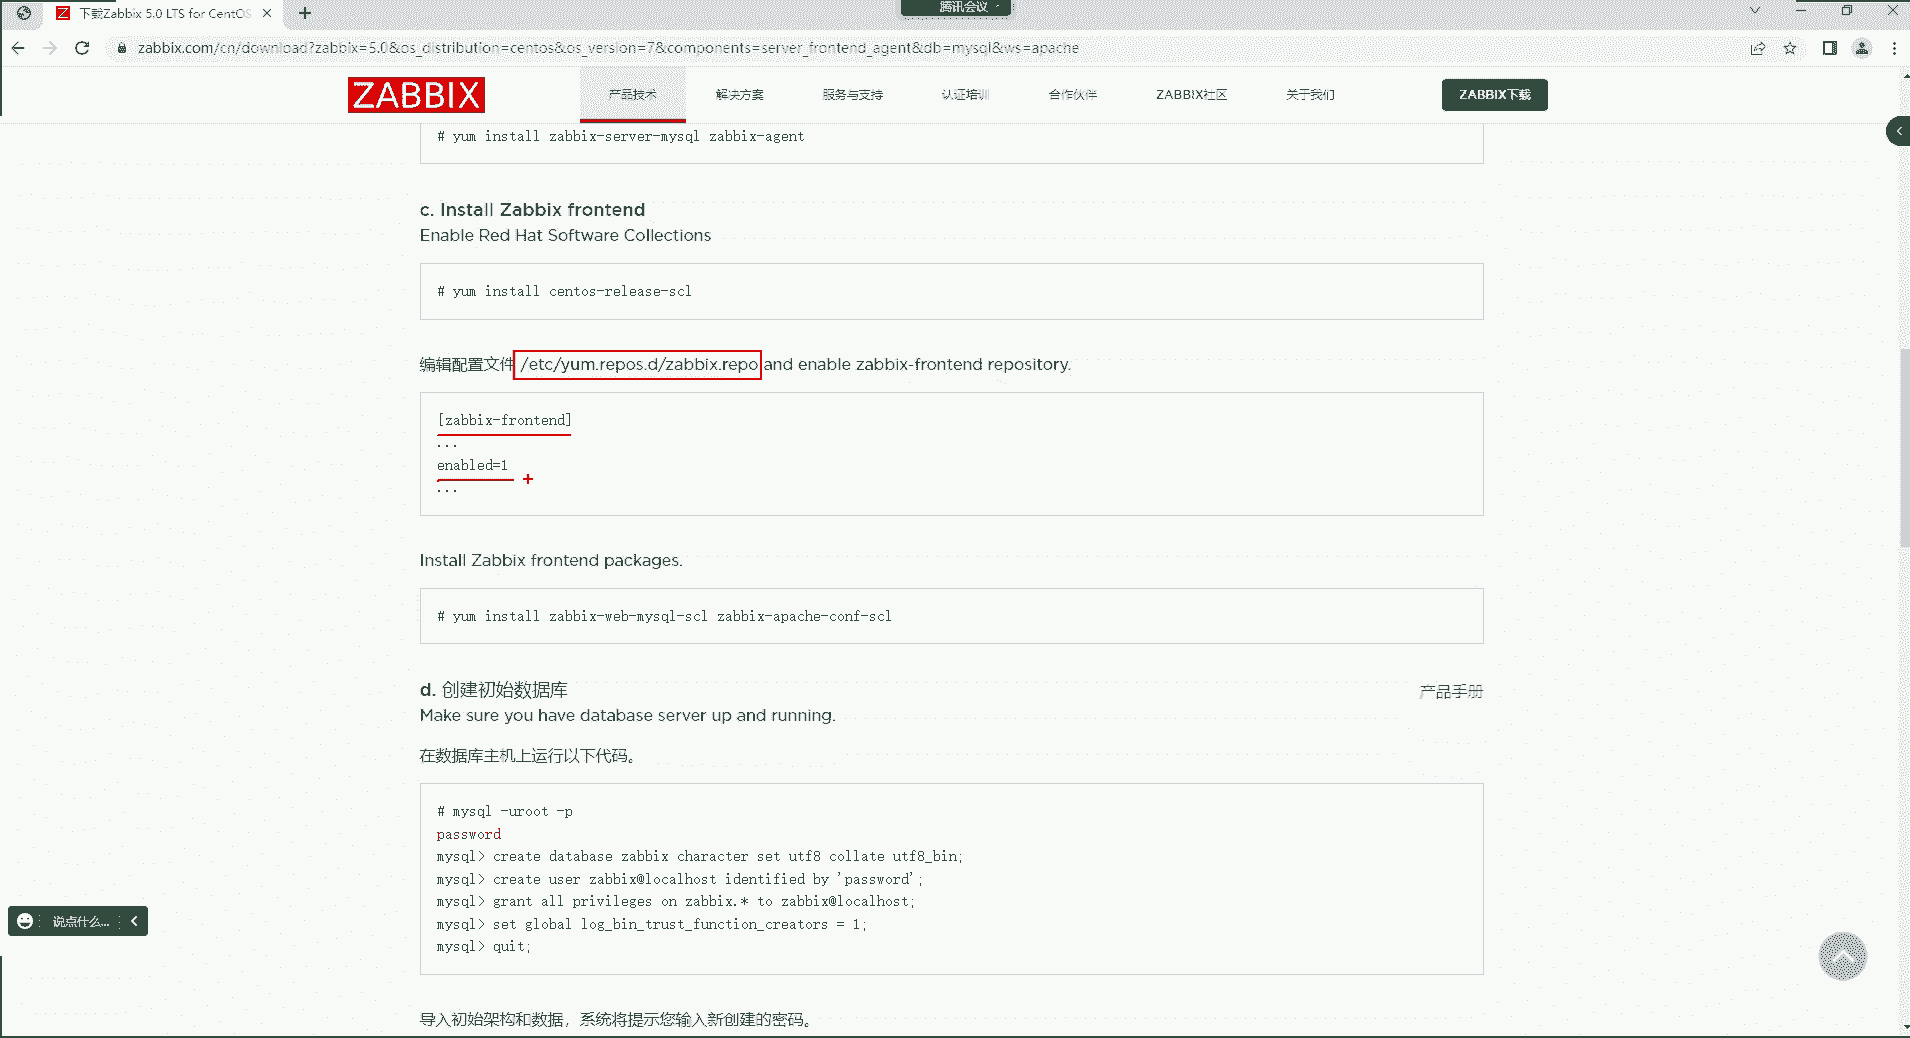 腾讯会议
下载Zabbix 5.0 LTS for CentOS
zabbix.com/cn/download?zabbix=5.0&os_distribution=centos&os_version=7&components=server_frontend_agent&db=mysql&ws=apache
ZABBIX 产品技术 解决方案 服务与支持 认证培训 合作伙伴 ZABBIX社区 关于我们 ZABBIX下载
# yum install zabbix-server-mysql zabbix-agent
c. Install Zabbix frontend
Enable Red Hat Software Collections
# yum install centos-release-scl
编辑配置文件 /etc/yum.repos.d/zabbix.repo and enable zabbix-frontend repository.
[zabbix-frontend]
...
enabled=1
...
Install Zabbix frontend packages.
# yum install zabbix-web-mysql-scl zabbix-apache-conf-scl
d. 创建初始数据库 产品手册
Make sure you have database server up and running.
在数据库主机上运行以下代码。
# mysql -uroot -p
password
mysql> create database zabbix character set utf8 collate utf8_bin;
mysql> create user zabbix@localhost identified by 'password';
mysql> grant all privileges on zabbix.* to zabbix@localhost;
mysql> set global log_bin_trust_function_creators = 1;
mysql> quit;
说点什么...
导入初始架构和数据，系统将提示您输入新创建的密码。